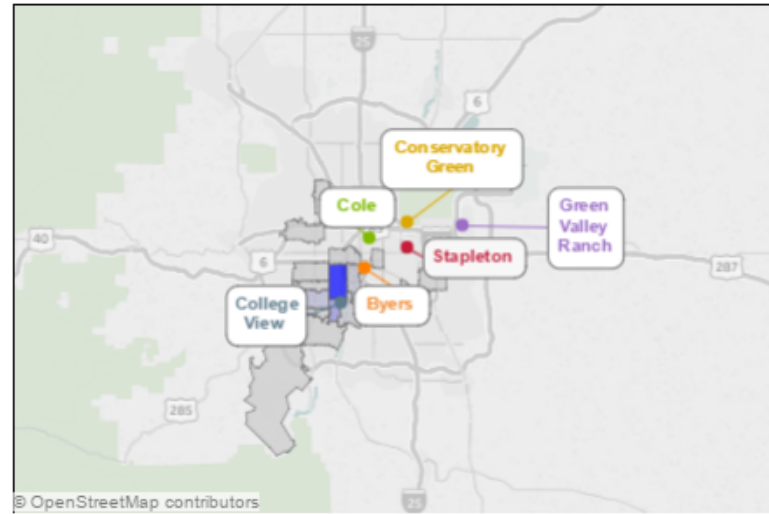 25
6
Conservatory
Green
Cole
Green
Valley
Ranch
40
6
Stapleton
287
College
View
Byers
285
25
© OpenStreetMap contributors